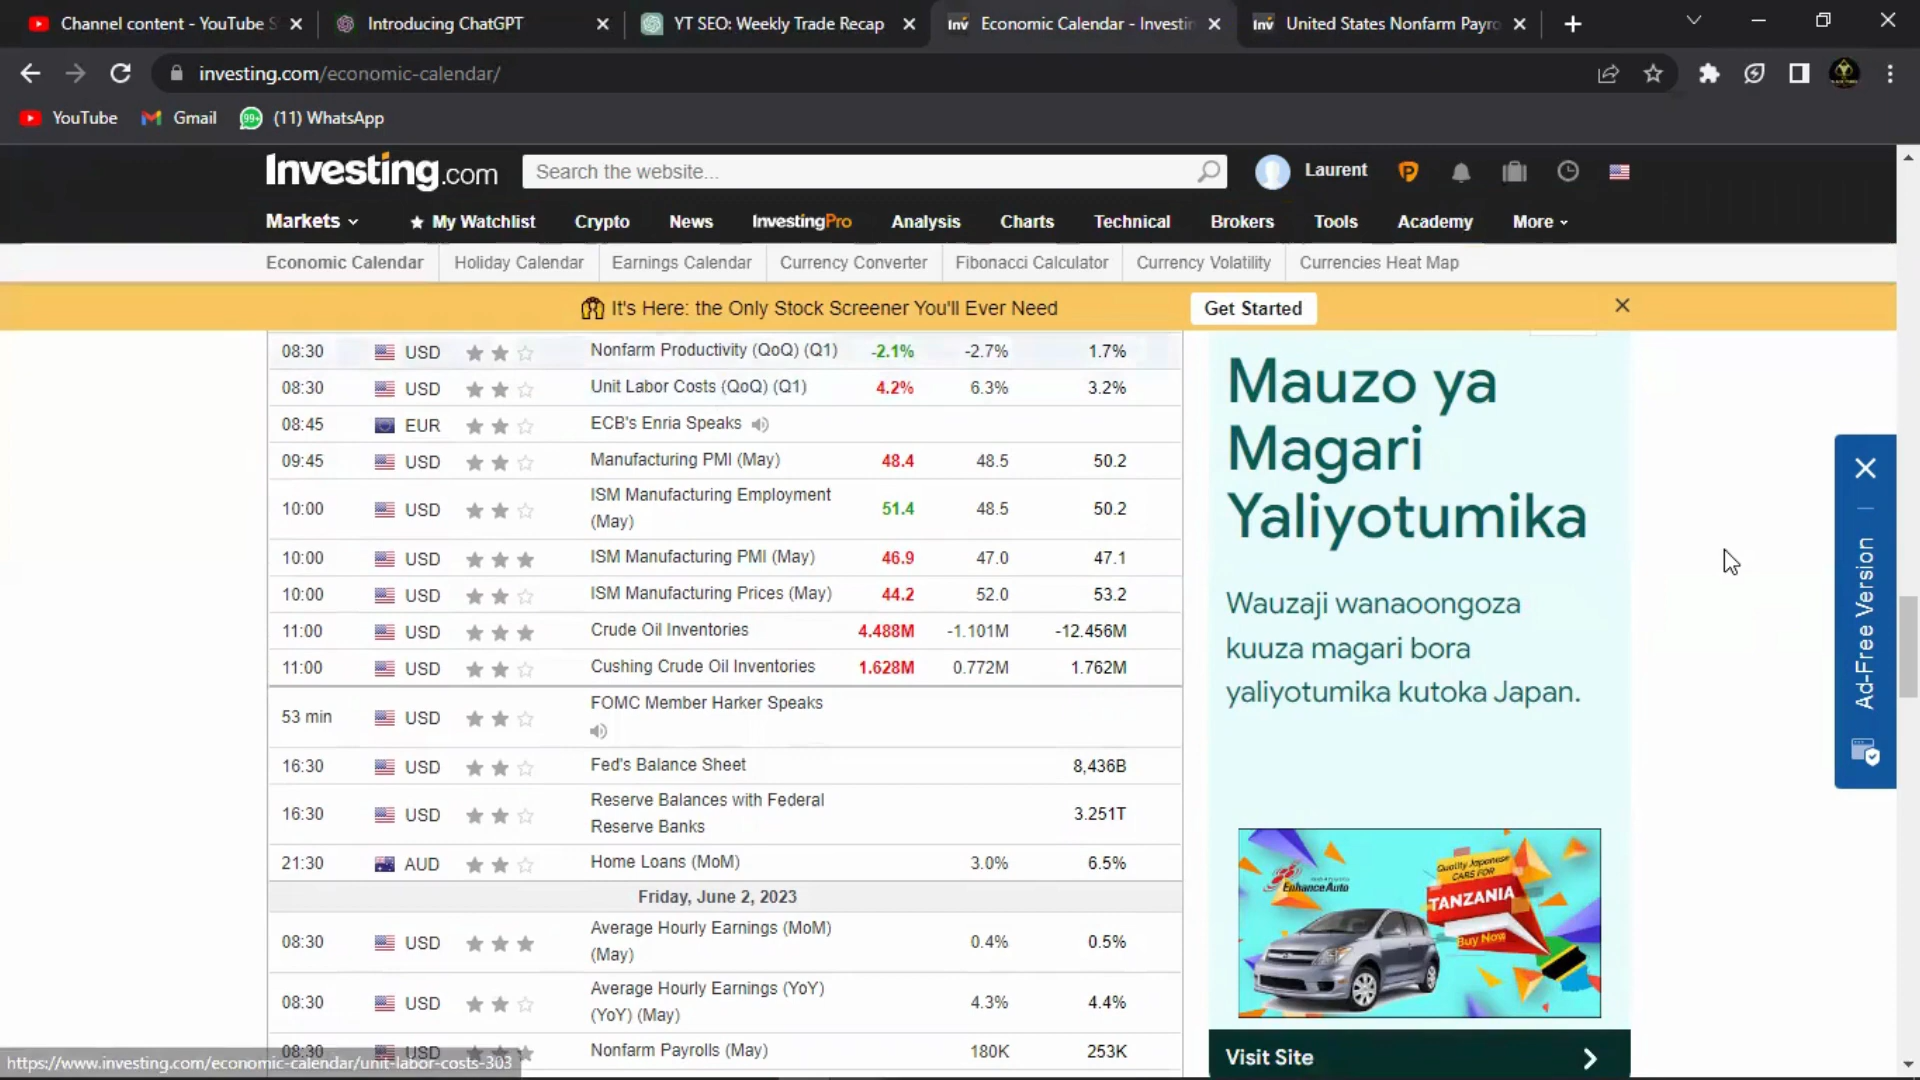 Channel content - YouTube S
Introducing ChatGPT
YT SEO: Weekly Trade Recap
Inv Economic Calendar - Investin
Inv United States Nonfarm Payro
investing.com/economic-calendar/
YouTube
Gmail
99+ (11) WhatsApp
Investing.com
Search the website...
Laurent
Markets
My Watchlist
Crypto
News
InvestingPro
Analysis
Charts
Technical
Brokers
Tools
Academy
More
Economic Calendar
Holiday Calendar
Earnings Calendar
Currency Converter
Fibonacci Calculator
Currency Volatility
Currencies Heat Map
It's Here: the Only Stock Screener You'll Ever Need
Get Started
08:30 USD Nonfarm Productivity (QoQ) (Q1) -2.1% -2.7% 1.7%
08:30 USD Unit Labor Costs (QoQ) (Q1) 4.2% 6.3% 3.2%
08:45 EUR ECB's Enria Speaks
09:45 USD Manufacturing PMI (May) 48.4 48.5 50.2
10:00 USD ISM Manufacturing Employment
(May) 51.4 48.5 50.2
10:00 USD ISM Manufacturing PMI (May) 46.9 47.0 47.1
10:00 USD ISM Manufacturing Prices (May) 44.2 52.0 53.2
11:00 USD Crude Oil Inventories 4.488M -1.101M -12.456M
11:00 USD Cushing Crude Oil Inventories 1.628M 0.772M 1.762M
53 min USD FOMC Member Harker Speaks
16:30 USD Fed's Balance Sheet 8,436B
16:30 USD Reserve Balances with Federal
Reserve Banks 3.251T
21:30 AUD Home Loans (MoM) 3.0% 6.5%
Friday, June 2, 2023
08:30 USD Average Hourly Earnings (MoM)
(May) 0.4% 0.5%
08:30 USD Average Hourly Earnings (YoY)
(YoY) (May) 4.3% 4.4%
08:30 USD Nonfarm Payrolls (May) 180K 253K
https://www.investing.com/economic-calendar/unit-labor-costs-303
Mauzo ya
Magari
Yaliyotumika
Wauzaji wanaoongoza
kuuza magari bora
yaliyotumika kutoka Japan.
EnhanceAuto
Quality Japanese
CARS FOR
TANZANIA
Buy Now
Visit Site
Ad-Free Version